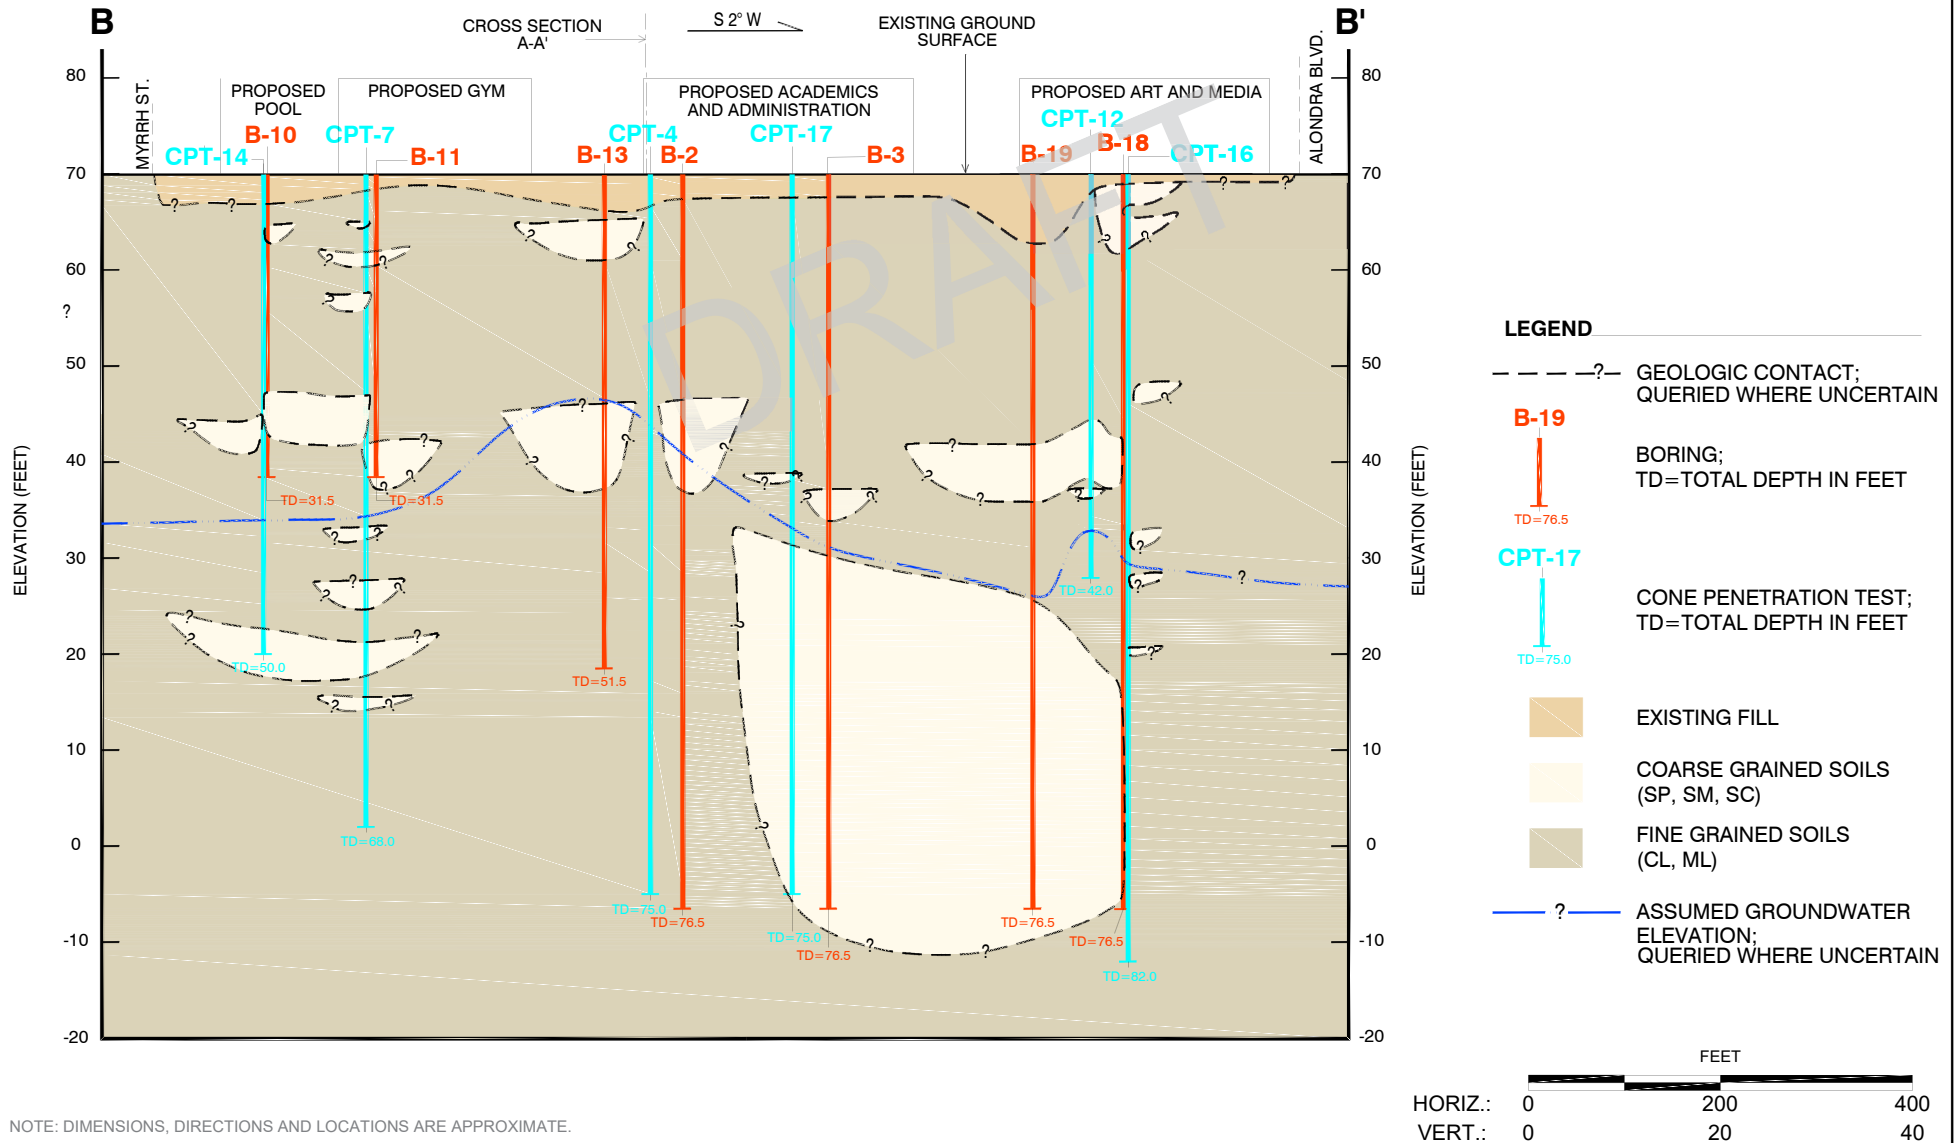 B
CROSS SECTION
A-A'
S 2° W
EXISTING GROUND
SURFACE
B'
MYRRH ST.
PROPOSED
POOL
PROPOSED GYM
PROPOSED ACADEMICS
AND ADMINISTRATION
PROPOSED ART AND MEDIA
ALONDRA BLVD.
CPT-14
B-10
CPT-7
B-11
B-13
CPT-4
B-2
CPT-17
B-3
B-19
CPT-12
B-18
CPT-16
DRAFT
ELEVATION (FEET)
80
70
60
50
40
30
20
10
0
-10
-20
?
TD=31.5
TD=31.5
TD=50.0
TD=68.0
TD=51.5
TD=75.0
TD=76.5
TD=75.0
TD=76.5
TD=76.5
TD=42.0
TD=76.5
TD=82.0
80
70
60
50
40
30
20
10
0
-10
-20
ELEVATION (FEET)
LEGEND
? GEOLOGIC CONTACT;
QUERIED WHERE UNCERTAIN
B-19
BORING;
TD=TOTAL DEPTH IN FEET
TD=76.5
CPT-17
CONE PENETRATION TEST;
TD=TOTAL DEPTH IN FEET
TD=75.0
EXISTING FILL
COARSE GRAINED SOILS
(SP, SM, SC)
FINE GRAINED SOILS
(CL, ML)
? ASSUMED GROUNDWATER
ELEVATION;
QUERIED WHERE UNCERTAIN
FEET
HORIZ.: 0 200 400
VERT.: 0 20 40
NOTE: DIMENSIONS, DIRECTIONS AND LOCATIONS ARE APPROXIMATE.